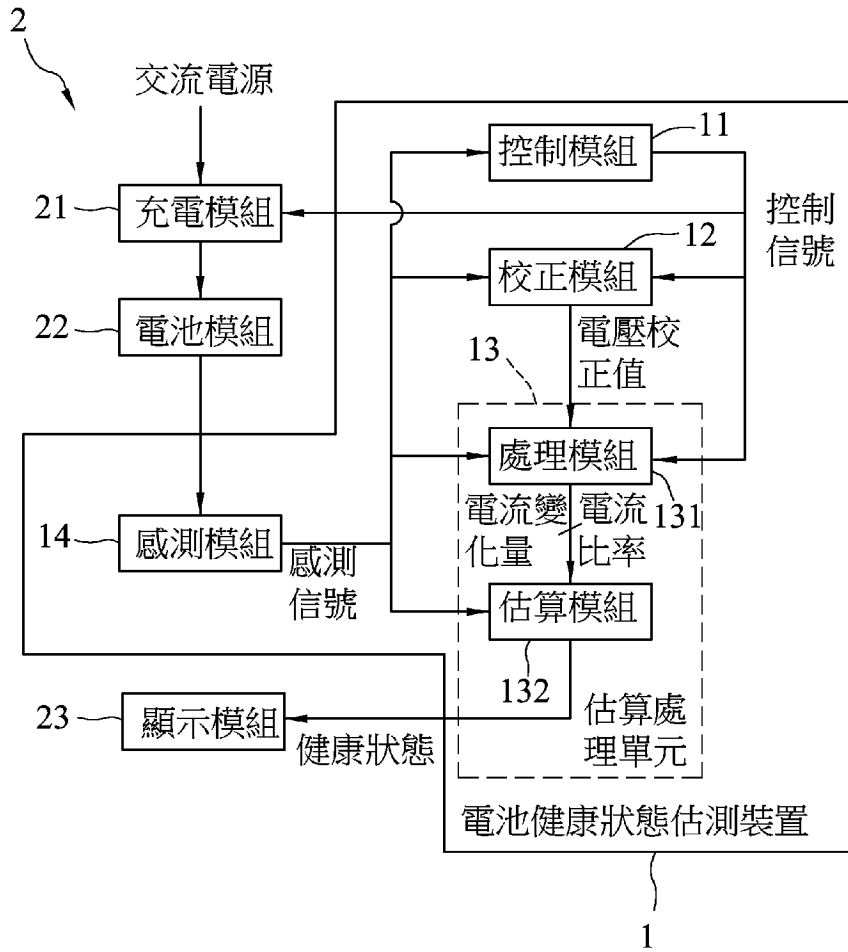 2
交流電源
11
控制模組
21
充電模組
控制
信號
12
校正模組
22
電池模組
電壓校
正值
13
處理模組
131
電流變
化量
電流
比率
14
感測模組
感測
信號
估算模組
132
23
顯示模組
健康狀態
估算處
理單元
電池健康狀態估測裝置
1